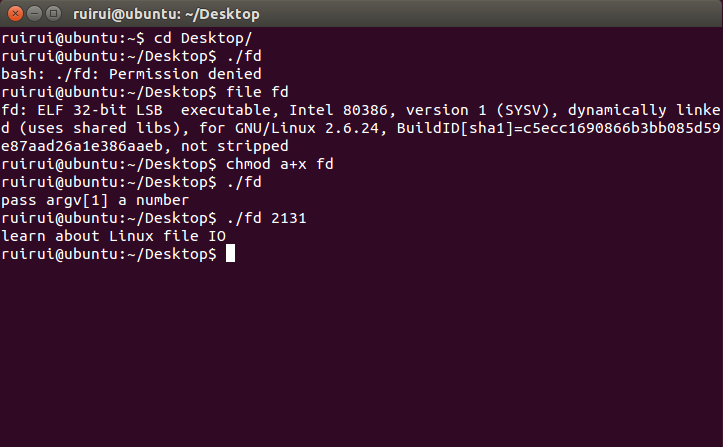 ruirui@ubuntu: ~/Desktop
ruirui@ubuntu:~$ cd Desktop/
ruirui@ubuntu:~/Desktop$ ./fd
bash: ./fd: Permission denied
ruirui@ubuntu:~/Desktop$ file fd
fd: ELF 32-bit LSB  executable, Intel 80386, version 1 (SYSV), dynamically linke
d (uses shared libs), for GNU/Linux 2.6.24, BuildID[sha1]=c5ecc1690866b3bb085d59
e87aad26a1e386aaeb, not stripped
ruirui@ubuntu:~/Desktop$ chmod a+x fd
ruirui@ubuntu:~/Desktop$ ./fd
pass argv[1] a number
ruirui@ubuntu:~/Desktop$ ./fd 2131
learn about Linux file IO
ruirui@ubuntu:~/Desktop$